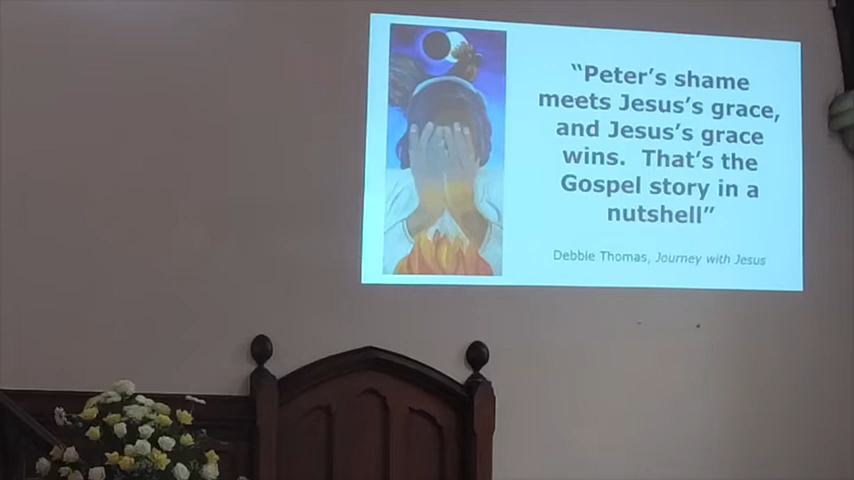 “Peter’s shame
meets Jesus’s grace,
and Jesus’s grace
wins.  That’s the
Gospel story in a
nutshell”
Debbie Thomas, Journey with Jesus